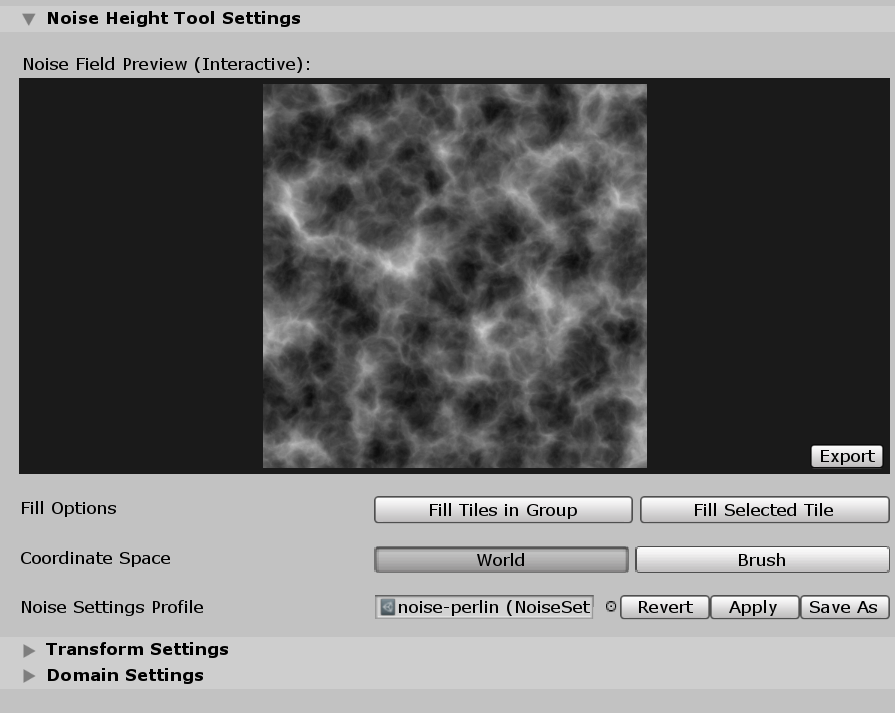 Noise Height Tool Settings
Noise Field Preview (Interactive):
Export
Fill Options Fill Tiles in Group Fill Selected Tile
Coordinate Space World Brush
Noise Settings Profile noise-perlin (NoiseSet Revert Apply Save As
Transform Settings
Domain Settings